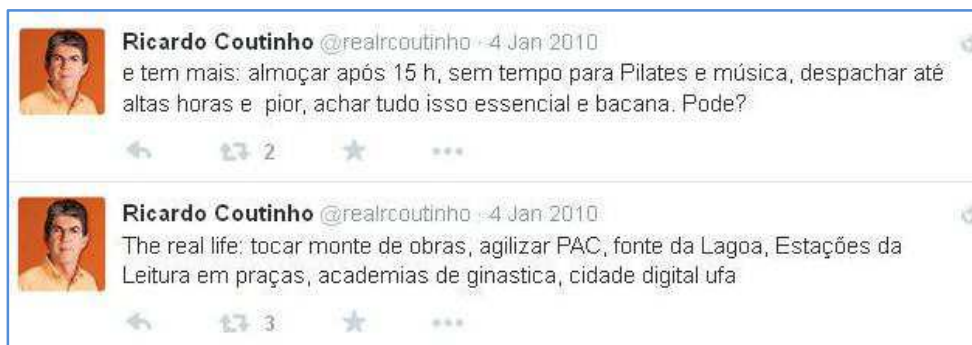 Ricardo Coutinho @realrcoutinho · 4 Jan 2010
e tem mais: almoçar após 15 h, sem tempo para Pilates e música, despachar até
altas horas e pior, achar tudo isso essencial e bacana. Pode?
2
Ricardo Coutinho @realrcoutinho · 4 Jan 2010
The real life: tocar monte de obras, agilizar PAC, fonte da Lagoa, Estações da
Leitura em praças, academias de ginastica, cidade digital ufa
3